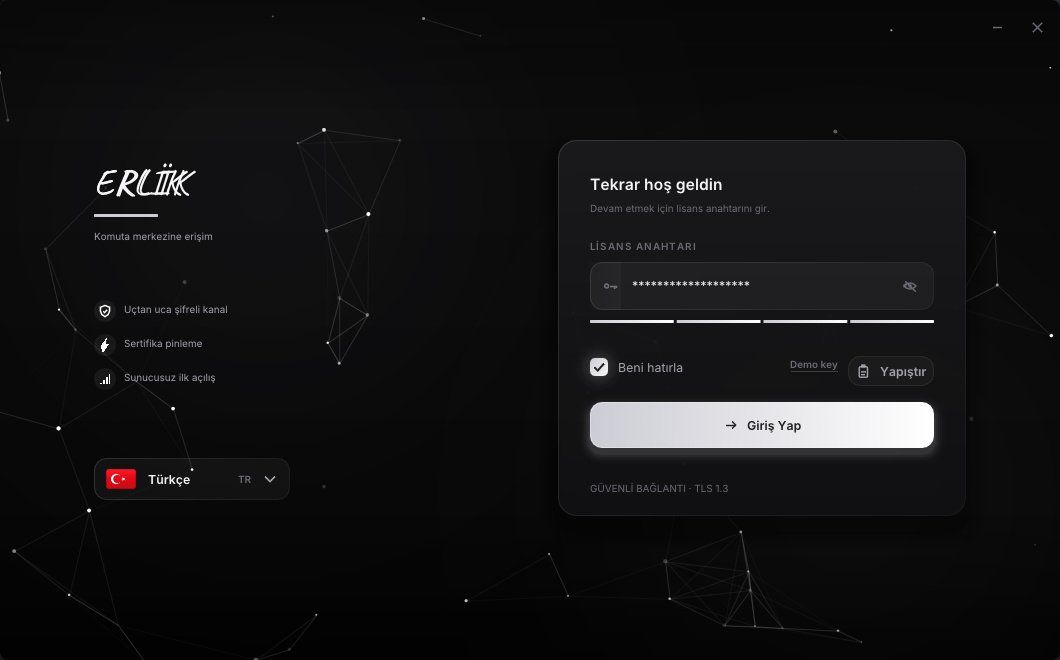 ERLİK
Komuta merkezine erişim
Uçtan uca şifreli kanal
Sertifika pinleme
Sunucusuz ilk açılış
Türkçe TR
Tekrar hoş geldin
Devam etmek için lisans anahtarını gir.
LİSANS ANAHTARI
*******************
Beni hatırla
Demo key
Yapıştır
Giriş Yap
GÜVENLİ BAĞLANTI · TLS 1.3